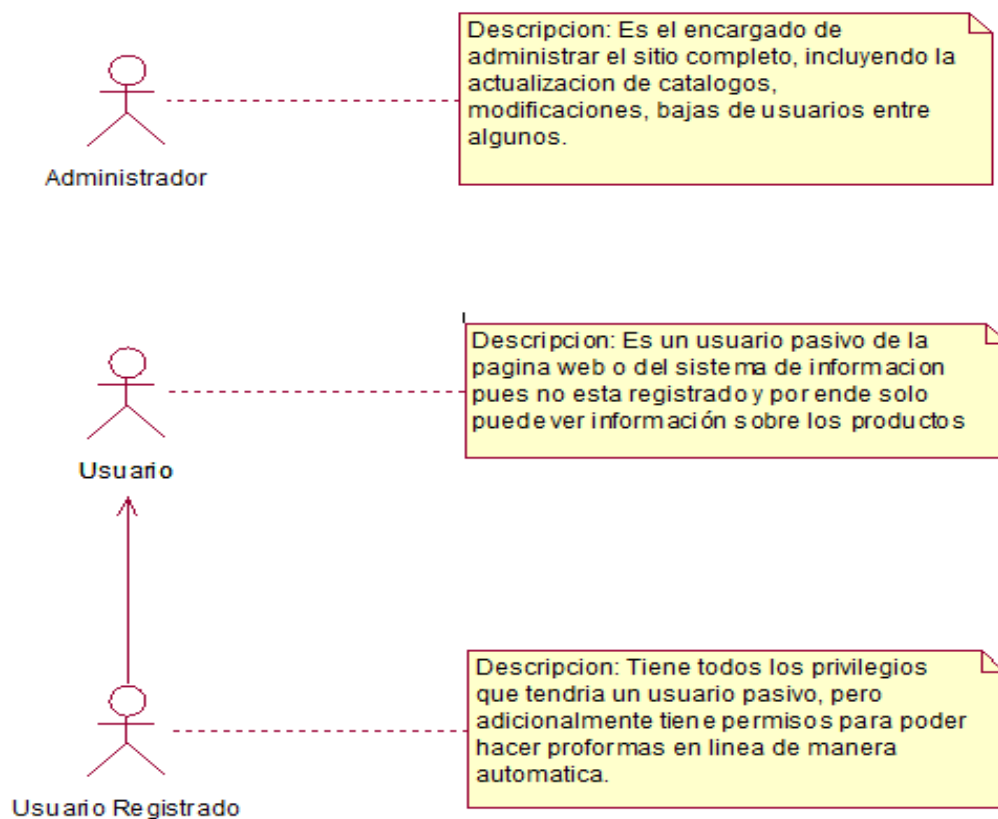 Descripcion: Es el encargado de
administrar el sitio completo, incluyendo la
actualizacion de catalogos,
modificaciones, bajas de usuarios entre
algunos.
Administrador
Descripcion: Es un usuario pasivo de la
pagina web o del sistema de informacion
pues no esta registrado y por ende solo
puede ver información sobre los productos
Usuario
Descripcion: Tiene todos los privilegios
que tendria un usuario pasivo, pero
adicionalmente tiene permisos para poder
hacer proformas en linea de manera
automatica.
Usuario Registrado